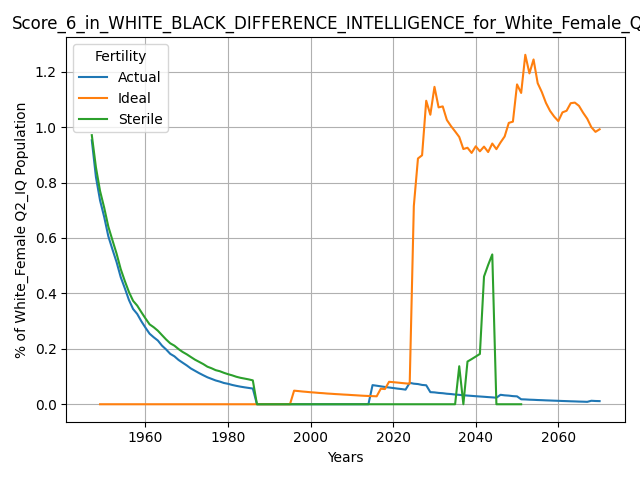 Score_6_in_WHITE_BLACK_DIFFERENCE_INTELLIGENCE_for_White_Female_Q
Fertility
Actual
Ideal
Sterile
% of White_Female Q2_IQ Population
1.2
1.0
0.8
0.6
0.4
0.2
0.0
1960 1980 2000 2020 2040 2060
Years